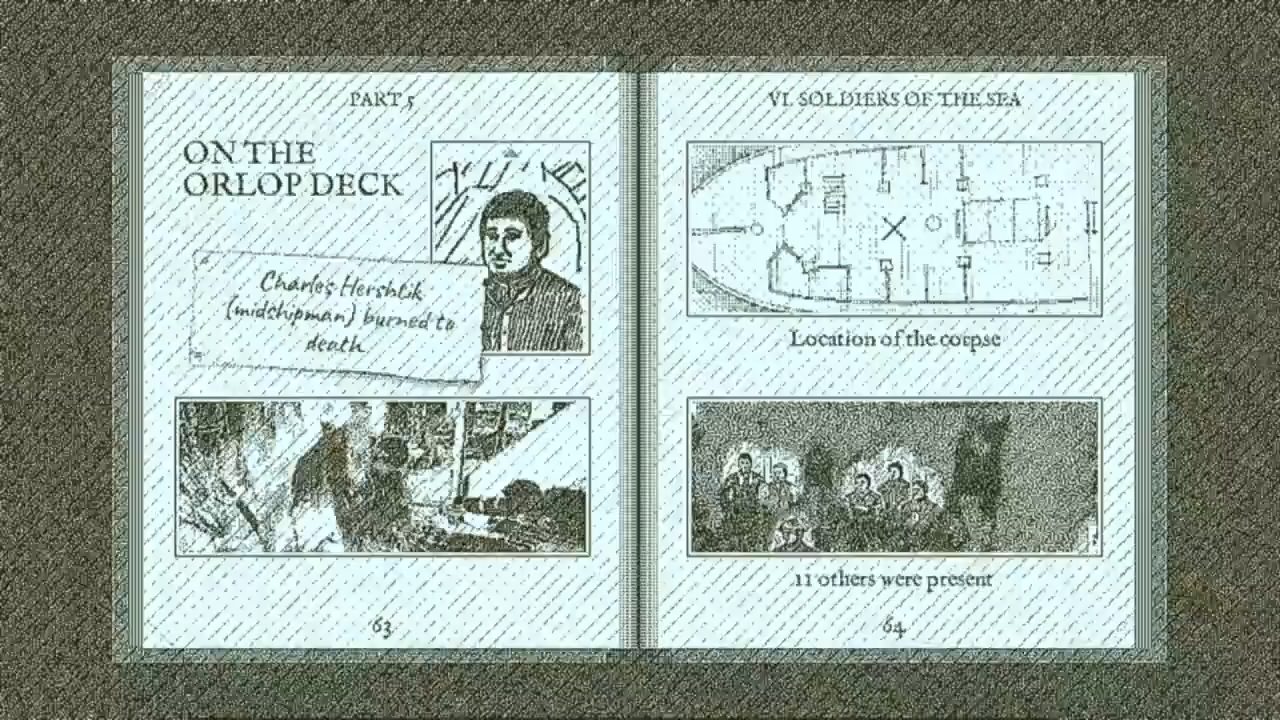 PART 5
ON THE
ORLOP DECK
Charles Hershtik
(midshipman) burned to
death
63
VI. SOLDIERS OF THE SEA
Location of the corpse
11 others were present
64